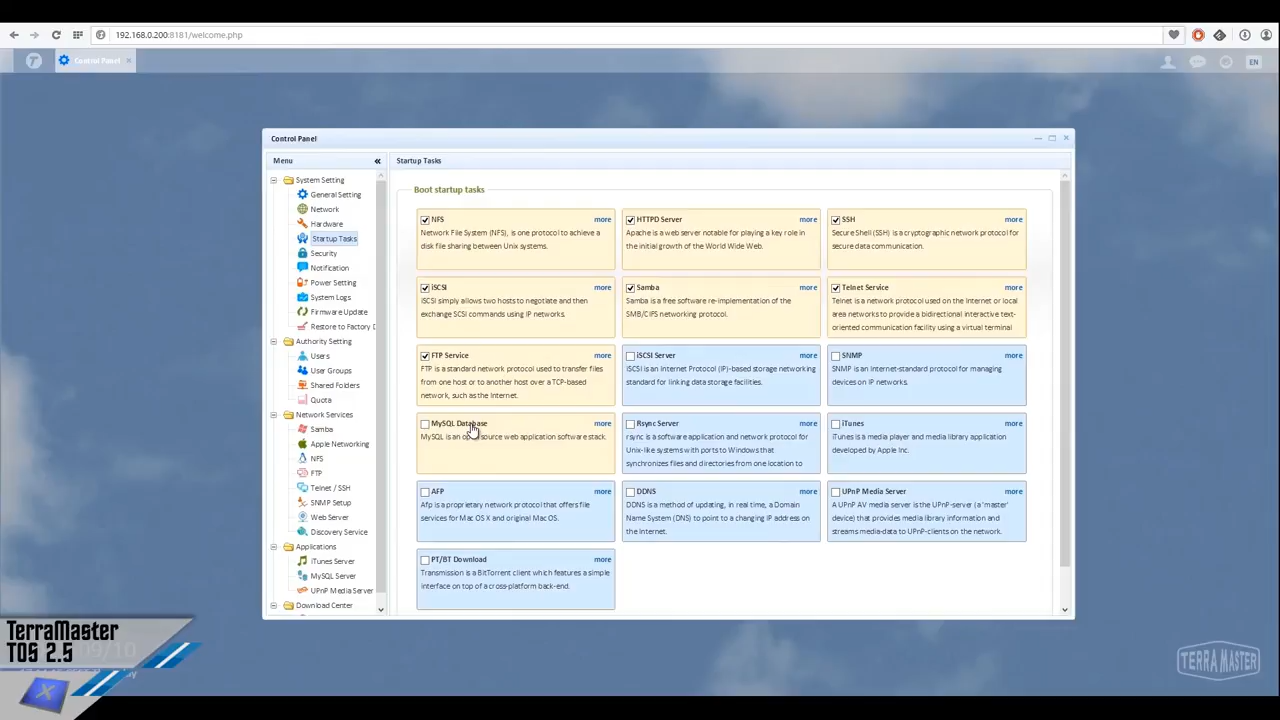 192.168.0.200:8181/welcome.php
Control Panel
EN
Control Panel
Menu
Startup Tasks
System Setting
General Setting
Network
Hardware
Startup Tasks
Security
Notification
Power Setting
System Logs
Firmware Update
Restore to Factory D
Authority Setting
Users
User Groups
Shared Folders
Quota
Network Services
Samba
Apple Networking
NFS
FTP
Telnet / SSH
SNMP Setup
Web Server
Discovery Service
Applications
iTunes Server
MySQL Server
UPnP Media Server
Download Center
Boot startup tasks
NFS more
Network File System (NFS), is one protocol to achieve a
disk file sharing between Unix systems.
HTTPD Server more
Apache is a web server notable for playing a key role in
the initial growth of the World Wide Web.
SSH more
Secure Shell (SSH) is a cryptographic network protocol for
secure data communication.
iSCSI more
iSCSI simply allows two hosts to negotiate and then
exchange SCSI commands using IP networks.
Samba more
Samba is a free software re-implementation of the
SMB/CIFS networking protocol.
Telnet Service more
Telnet is a network protocol used on the Internet or local
area networks to provide a bidirectional interactive text-
oriented communication facility using a virtual terminal
FTP Service more
FTP is a standard network protocol used to transfer files
from one host or to another host over a TCP-based
network, such as the Internet.
iSCSI Server more
iSCSI is an Internet Protocol (IP)-based storage networking
standard for linking data storage facilities.
SNMP more
SNMP is an Internet-standard protocol for managing
devices on IP networks.
MySQL Database more
MySQL is an open source web application software stack.
Rsync Server more
rsync is a software application and network protocol for
Unix-like systems with ports to Windows that
synchronizes files and directories from one location to
iTunes more
iTunes is a media player and media library application
developed by Apple Inc.
AFP more
Afp is a proprietary network protocol that offers file
services for Mac OS X and original Mac OS.
DDNS more
DDNS is a method of updating, in real time, a Domain
Name System (DNS) to point to a changing IP address on
the Internet.
UPnP Media Server more
A UPnP AV media server is the UPnP-server (a 'master'
device) that provides media library information and
streams media-data to UPnP-clients on the network.
PT/BT Download more
Transmission is a BitTorrent client which features a simple
interface on top of a cross-platform back-end.
TerraMaster
TOS 2.5
TERRA MASTER